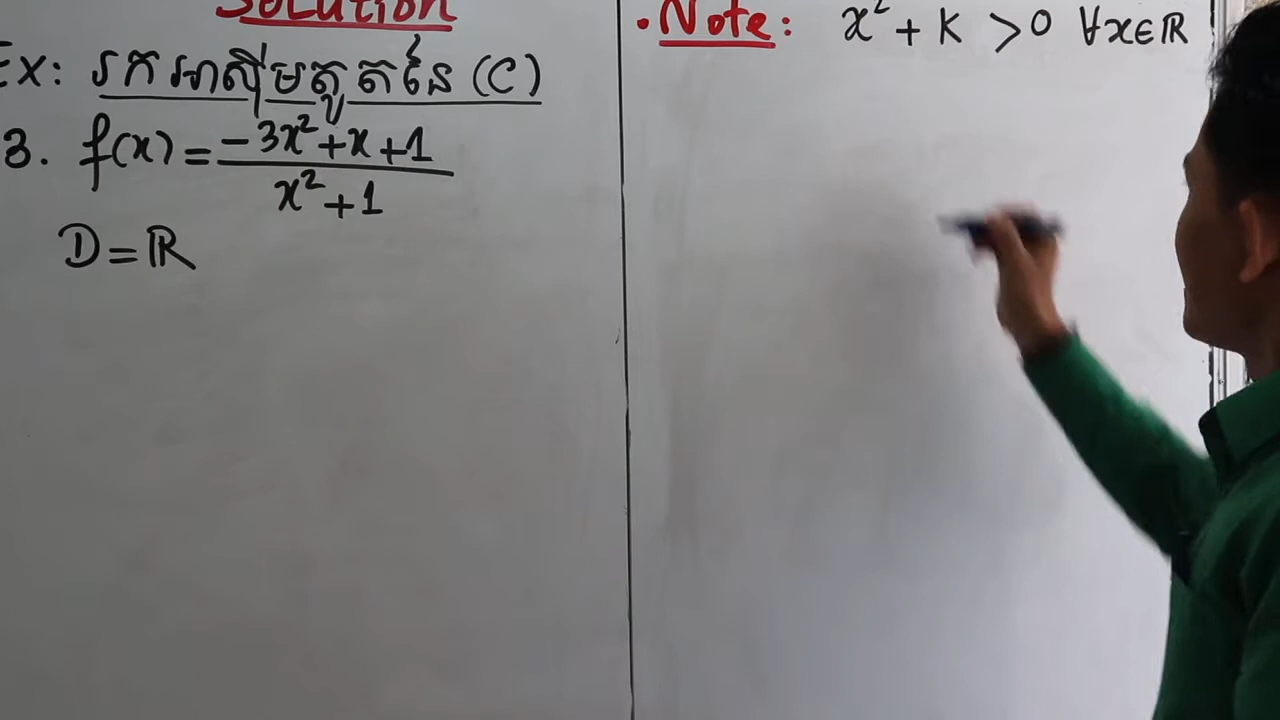 Solution
Ex: រកអាស៊ីមតូតនៃ (C)
3. f(x) = (-3x² + x + 1) / (x² + 1)
D = ℝ
• Note: x² + K > 0 ∀x∈ℝ